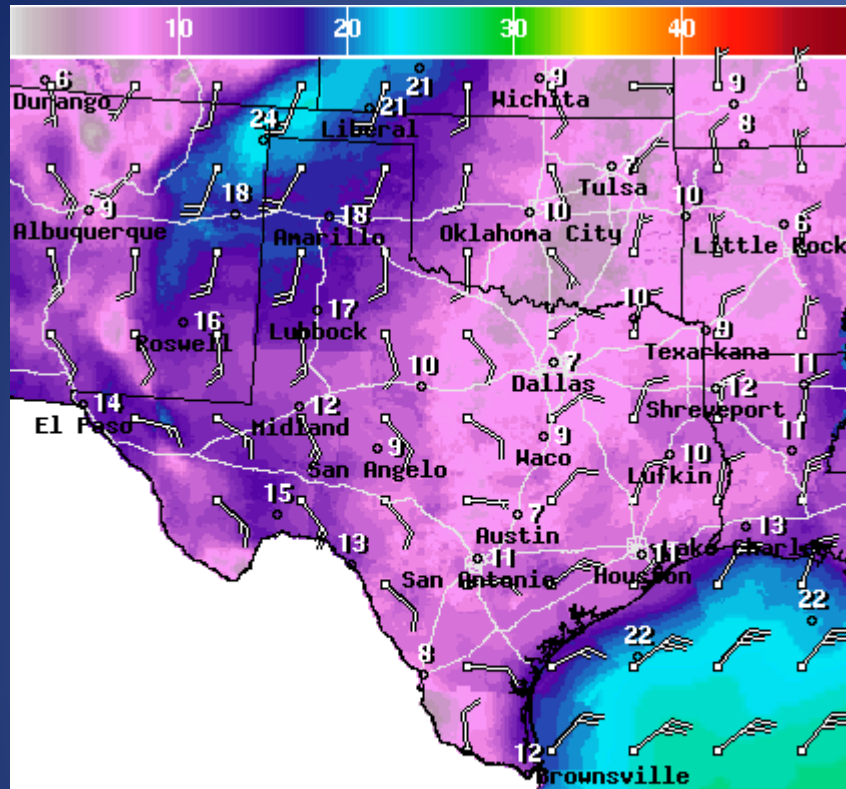 10 20 30 40
6 21 9 9
Durango 21 Liberal Wichita
24 8
7
Tulsa
9 18 18 10 10 6
Albuquerque Amarillo Oklahoma City Little Rock
16 17 10 9
Roswell Lubbock Texarkana
7
Dallas
14 12 10 12 11
El Paso Midland Shreveport
9 9 10 11
San Angelo Waco Lufkin
15 7 13
Austin
13 11 Lake Charles
San Antonio Houston
22
8 22
12
Brownsville